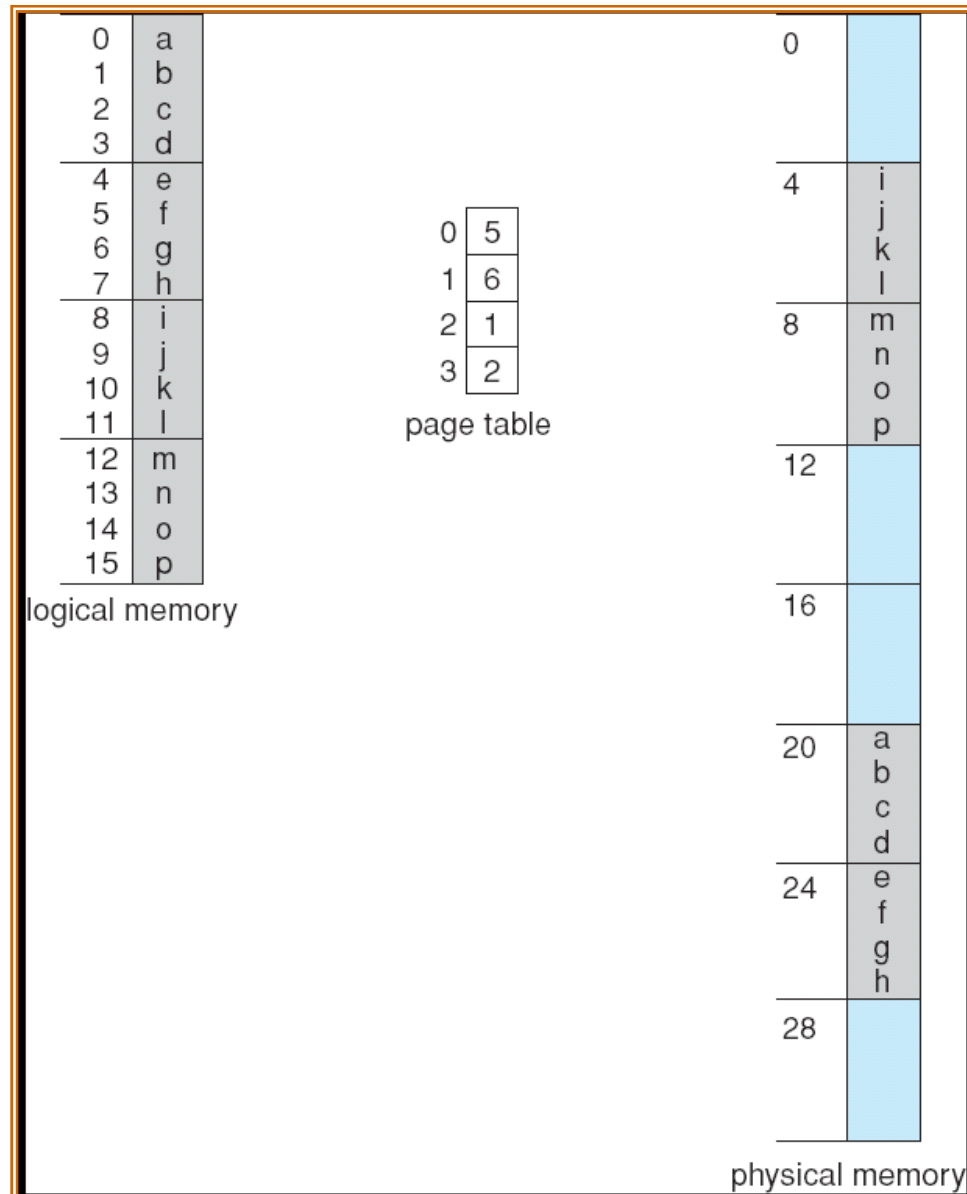 0 a
1 b
2 c
3 d
4 e
5 f
6 g
7 h
8 i
9 j
10 k
11 l
12 m
13 n
14 o
15 p
logical memory
0 5
1 6
2 1
3 2
page table
0
4 i
j
k
l
8 m
n
o
p
12
16
20 a
b
c
d
24 e
f
g
h
28
physical memory